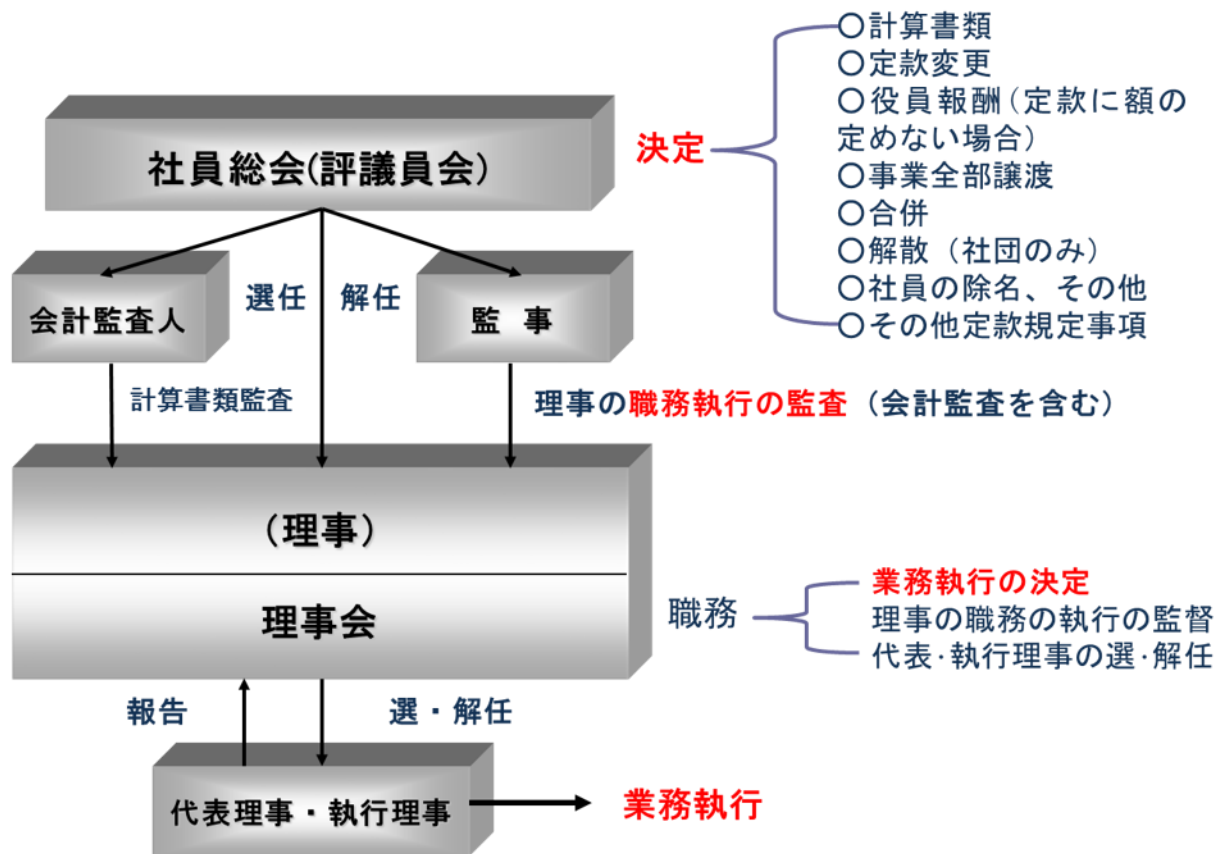 ○計算書類
○定款変更
○役員報酬(定款に額の
定めない場合)
○事業全部譲渡
○合併
○解散(社団のみ)
○社員の除名、その他
○その他定款規定事項
決定
社員総会(評議員会)
会計監査人
選任
解任
監 事
計算書類監査
理事の職務執行の監査(会計監査を含む)
(理事)
理事会
職務
業務執行の決定
理事の職務の執行の監督
代表・執行理事の選・解任
報告
選・解任
代表理事・執行理事
業務執行